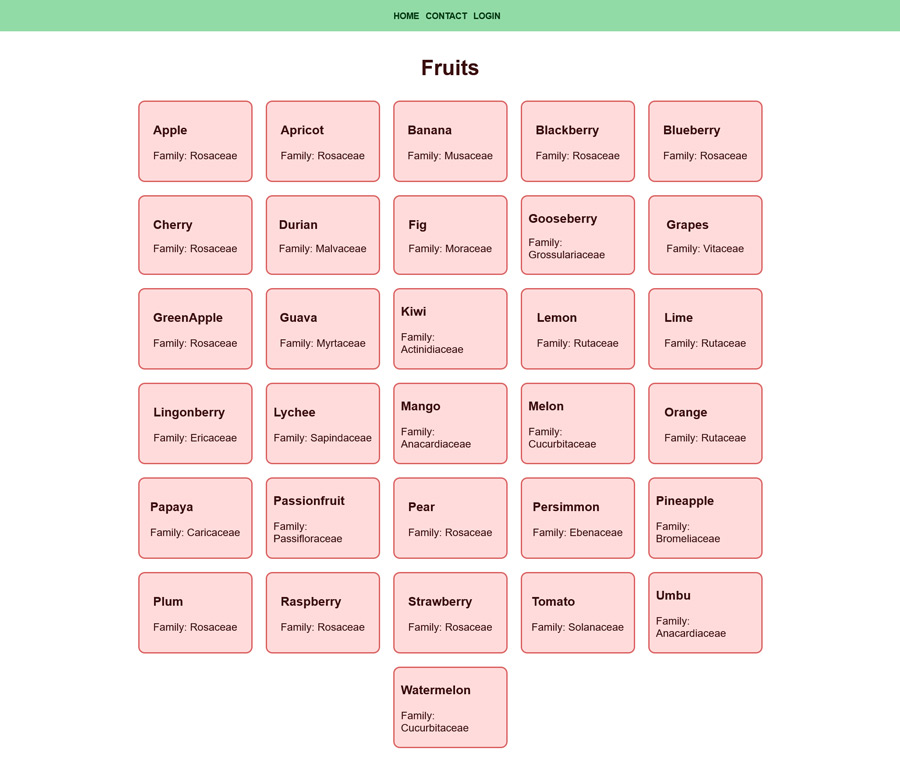 HOME CONTACT LOGIN
Fruits
Apple
Family: Rosaceae
Apricot
Family: Rosaceae
Banana
Family: Musaceae
Blackberry
Family: Rosaceae
Blueberry
Family: Rosaceae
Cherry
Family: Rosaceae
Durian
Family: Malvaceae
Fig
Family: Moraceae
Gooseberry
Family:
Grossulariaceae
Grapes
Family: Vitaceae
GreenApple
Family: Rosaceae
Guava
Family: Myrtaceae
Kiwi
Family:
Actinidiaceae
Lemon
Family: Rutaceae
Lime
Family: Rutaceae
Lingonberry
Family: Ericaceae
Lychee
Family: Sapindaceae
Mango
Family:
Anacardiaceae
Melon
Family:
Cucurbitaceae
Orange
Family: Rutaceae
Papaya
Family: Caricaceae
Passionfruit
Family:
Passifloraceae
Pear
Family: Rosaceae
Persimmon
Family: Ebenaceae
Pineapple
Family:
Bromeliaceae
Plum
Family: Rosaceae
Raspberry
Family: Rosaceae
Strawberry
Family: Rosaceae
Tomato
Family: Solanaceae
Umbu
Family:
Anacardiaceae
Watermelon
Family:
Cucurbitaceae